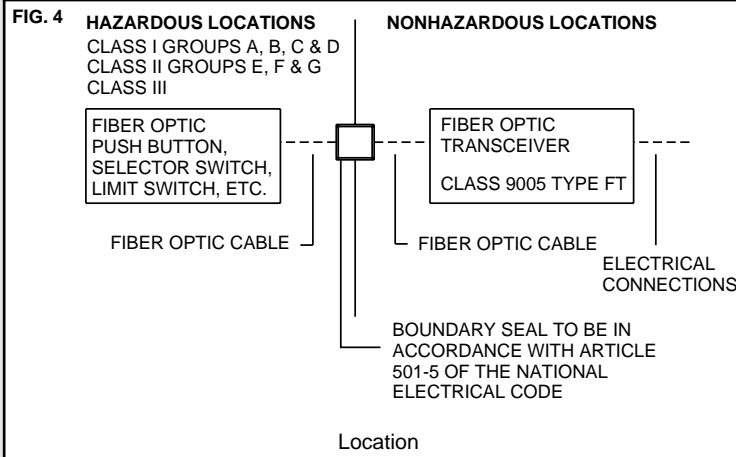 FIG. 4
HAZARDOUS LOCATIONS
CLASS I GROUPS A, B, C & D
CLASS II GROUPS E, F & G
CLASS III
NONHAZARDOUS LOCATIONS
FIBER OPTIC
PUSH BUTTON,
SELECTOR SWITCH,
LIMIT SWITCH, ETC.
FIBER OPTIC
TRANSCEIVER
CLASS 9005 TYPE FT
FIBER OPTIC CABLE
FIBER OPTIC CABLE
ELECTRICAL
CONNECTIONS
BOUNDARY SEAL TO BE IN
ACCORDANCE WITH ARTICLE
501-5 OF THE NATIONAL
ELECTRICAL CODE
Location